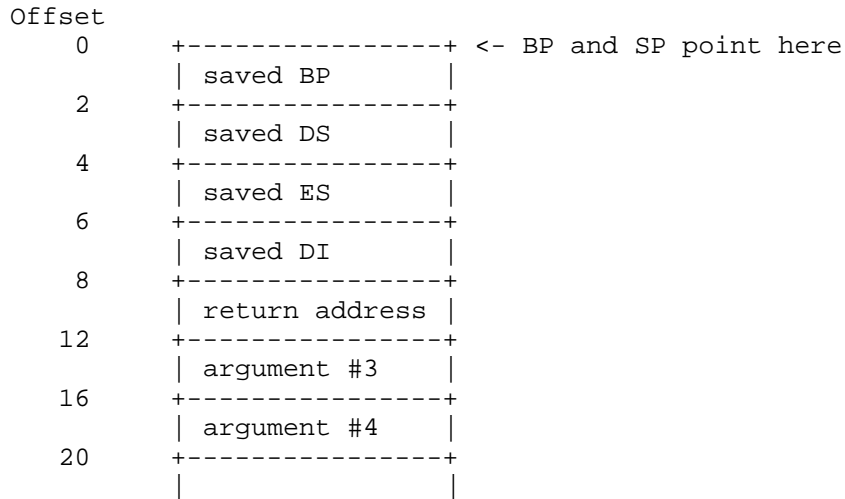 Offset
0 +----------------+ <- BP and SP point here
| saved BP |
2 +----------------+
| saved DS |
4 +----------------+
| saved ES |
6 +----------------+
| saved DI |
8 +----------------+
| return address |
12 +----------------+
| argument #3 |
16 +----------------+
| argument #4 |
20 +----------------+
| |